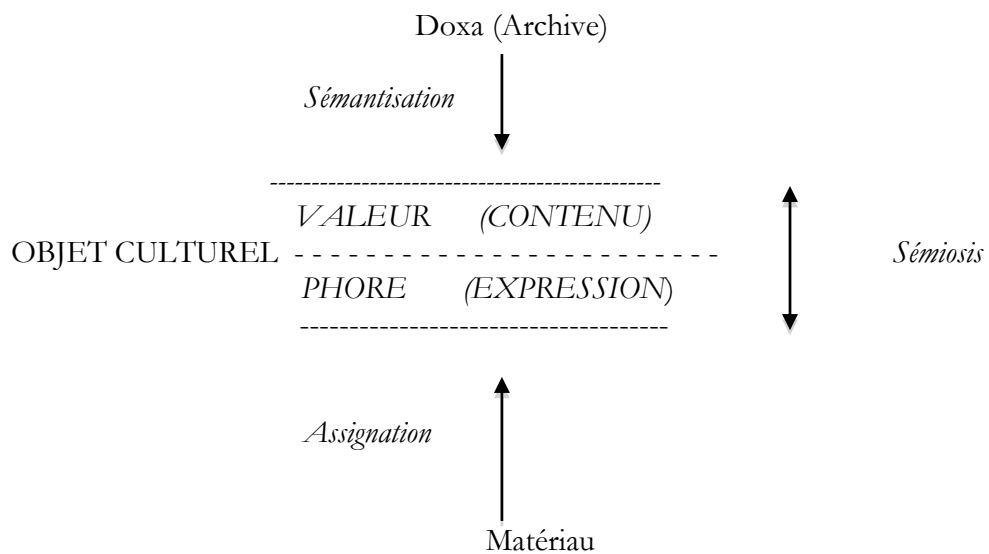 Doxa (Archive)
Sémantisation
VALEUR (CONTENU)
OBJET CULTUREL
Sémiosis
PHORE (EXPRESSION)
Assignation
Matériau